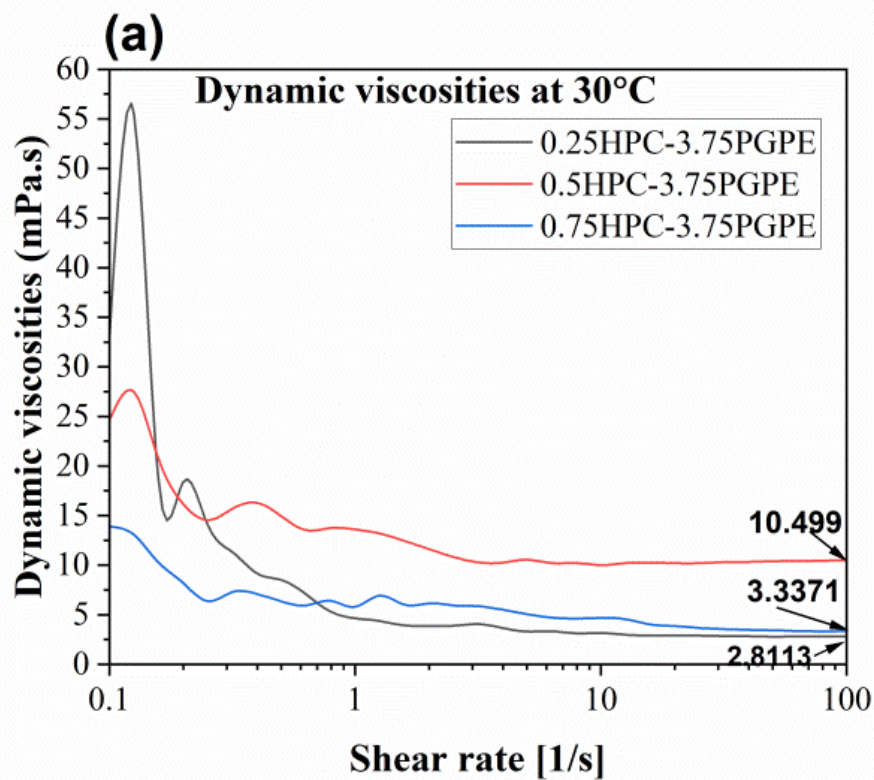 (a)
Dynamic viscosities at 30°C
0.25HPC-3.75PGPE
0.5HPC-3.75PGPE
0.75HPC-3.75PGPE
Dynamic viscosities (mPa.s)
60
55
50
45
40
35
30
25
20
15
10
5
0
10.499
3.3371
2.8113
0.1
1
10
100
Shear rate [1/s]